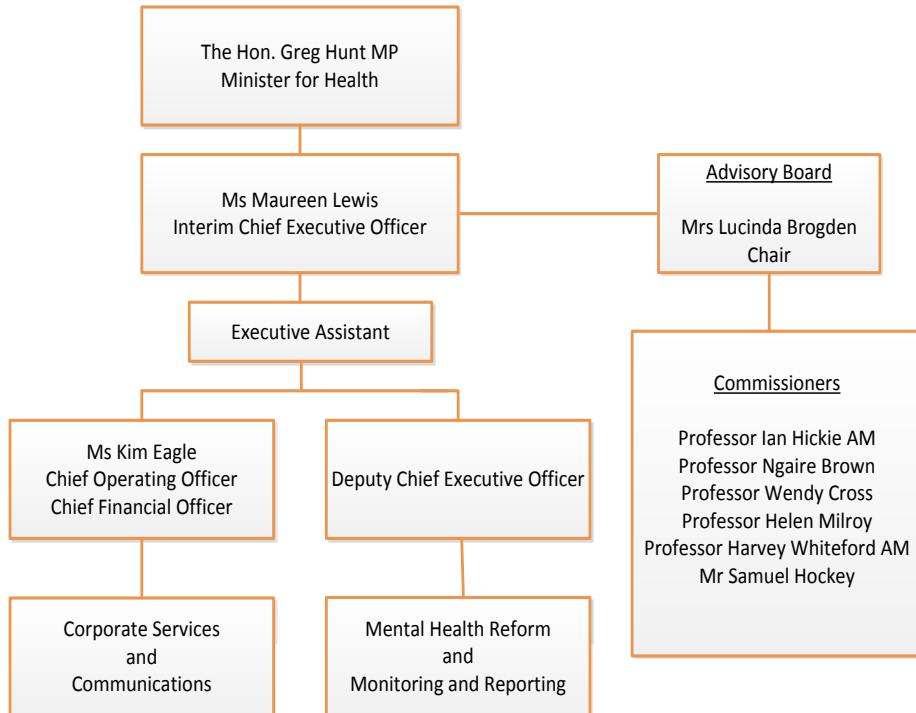 The Hon. Greg Hunt MP
Minister for Health
Ms Maureen Lewis
Interim Chief Executive Officer
Advisory Board
Mrs Lucinda Brogden
Chair
Executive Assistant
Commissioners
Professor Ian Hickie AM
Professor Ngaire Brown
Professor Wendy Cross
Professor Helen Milroy
Professor Harvey Whiteford AM
Mr Samuel Hockey
Ms Kim Eagle
Chief Operating Officer
Chief Financial Officer
Deputy Chief Executive Officer
Corporate Services
and
Communications
Mental Health Reform
and
Monitoring and Reporting